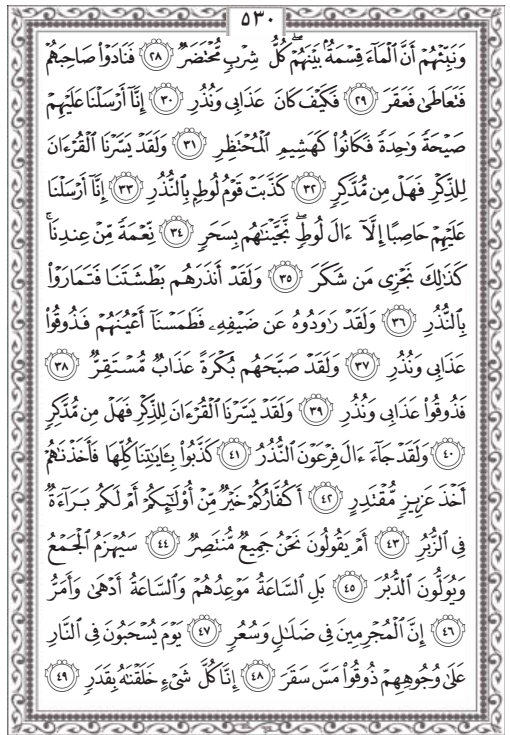 ٥٣٠
وَنَبِّئْهُمْ أَنَّ ٱلْمَآءَ قِسْمَةٌۢ بَيْنَهُمْۖ كُلُّ شِرْبٍ مُّحْتَضَرٌ ٢٨ فَنَادَوْا۟ صَاحِبَهُمْ
فَتَعَاطَىٰ فَعَقَرَ ٢٩ فَكَيْفَ كَانَ عَذَابِى وَنُذُرِ ٣٠ إِنَّآ أَرْسَلْنَا عَلَيْهِمْ
صَيْحَةً وَٰحِدَةً فَكَانُوا۟ كَهَشِيمِ ٱلْمُحْتَظِرِ ٣١ وَلَقَدْ يَسَّرْنَا ٱلْقُرْءَانَ
لِلذِّكْرِ فَهَلْ مِن مُّدَّكِرٍ ٣٢ كَذَّبَتْ قَوْمُ لُوطٍۭ بِٱلنُّذُرِ ٣٣ إِنَّآ أَرْسَلْنَا
عَلَيْهِمْ حَاصِبًا إِلَّآ ءَالَ لُوطٍۖ نَّجَّيْنَٰهُم بِسَحَرٍ ٣٤ نِّعْمَةً مِّنْ عِندِنَاۚ
كَذَٰلِكَ نَجْزِى مَن شَكَرَ ٣٥ وَلَقَدْ أَنذَرَهُم بَطْشَتَنَا فَتَمَارَوْا۟
بِٱلنُّذُرِ ٣٦ وَلَقَدْ رَٰوَدُوهُ عَن ضَيْفِهِۦ فَطَمَسْنَآ أَعْيُنَهُمْ فَذُوقُوا۟
عَذَابِى وَنُذُرِ ٣٧ وَلَقَدْ صَبَّحَهُم بُكْرَةً عَذَابٌ مُّسْتَقِرٌّ ٣٨
فَذُوقُوا۟ عَذَابِى وَنُذُرِ ٣٩ وَلَقَدْ يَسَّرْنَا ٱلْقُرْءَانَ لِلذِّكْرِ فَهَلْ مِن مُّدَّكِرٍ
٤٠ وَلَقَدْ جَآءَ ءَالَ فِرْعَوْنَ ٱلنُّذُرُ ٤١ كَذَّبُوا۟ بِـَٔايَٰتِنَا كُلِّهَا فَأَخَذْنَٰهُمْ
أَخْذَ عَزِيزٍ مُّقْتَدِرٍ ٤٢ أَكُفَّارُكُمْ خَيْرٌ مِّنْ أُو۟لَٰٓئِكُمْ أَمْ لَكُم بَرَآءَةٌ
فِى ٱلزُّبُرِ ٤٣ أَمْ يَقُولُونَ نَحْنُ جَمِيعٌ مُّنتَصِرٌ ٤٤ سَيُهْزَمُ ٱلْجَمْعُ
وَيُوَلُّونَ ٱلدُّبُرَ ٤٥ بَلِ ٱلسَّاعَةُ مَوْعِدُهُمْ وَٱلسَّاعَةُ أَدْهَىٰ وَأَمَرُّ
٤٦ إِنَّ ٱلْمُجْرِمِينَ فِى ضَلَٰلٍ وَسُعُرٍ ٤٧ يَوْمَ يُسْحَبُونَ فِى ٱلنَّارِ
عَلَىٰ وُجُوهِهِمْ ذُوقُوا۟ مَسَّ سَقَرَ ٤٨ إِنَّا كُلَّ شَىْءٍ خَلَقْنَٰهُ بِقَدَرٍ ٤٩